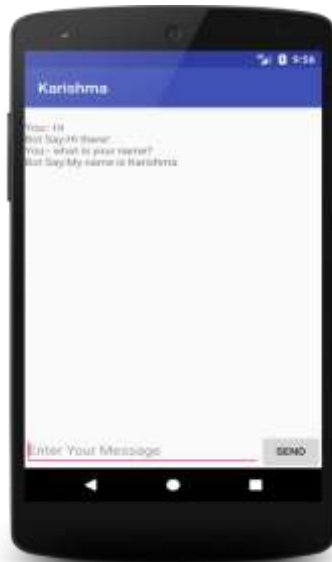 9:56
Karishma
You:- Hi
Bot Say:Hi there!
You:- what is your name?
Bot Say:My name is Karishma
Enter Your Message
SEND